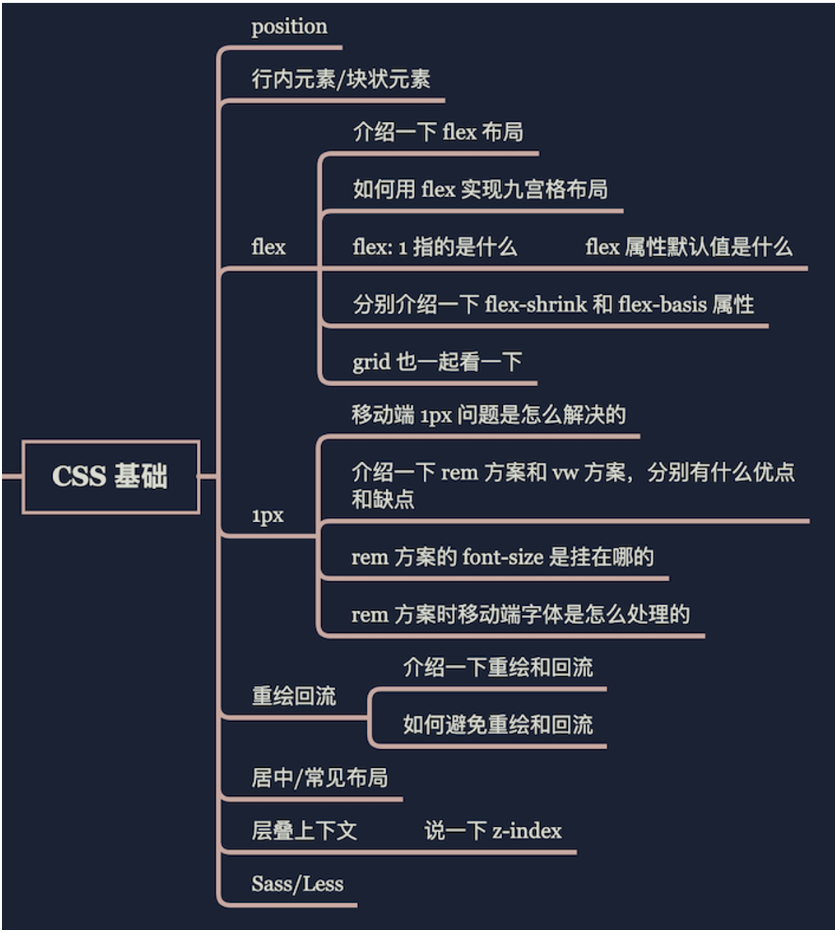 position
行内元素/块状元素
介绍一下 flex 布局
如何用 flex 实现九宫格布局
flex
flex: 1 指的是什么
flex 属性默认值是什么
分别介绍一下 flex-shrink 和 flex-basis 属性
grid 也一起看一下
移动端 1px 问题是怎么解决的
CSS 基础
介绍一下 rem 方案和 vw 方案，分别有什么优点
和缺点
1px
rem 方案的 font-size 是挂在哪的
rem 方案时移动端字体是怎么处理的
介绍一下重绘和回流
重绘回流
如何避免重绘和回流
居中/常见布局
层叠上下文
说一下 z-index
Sass/Less